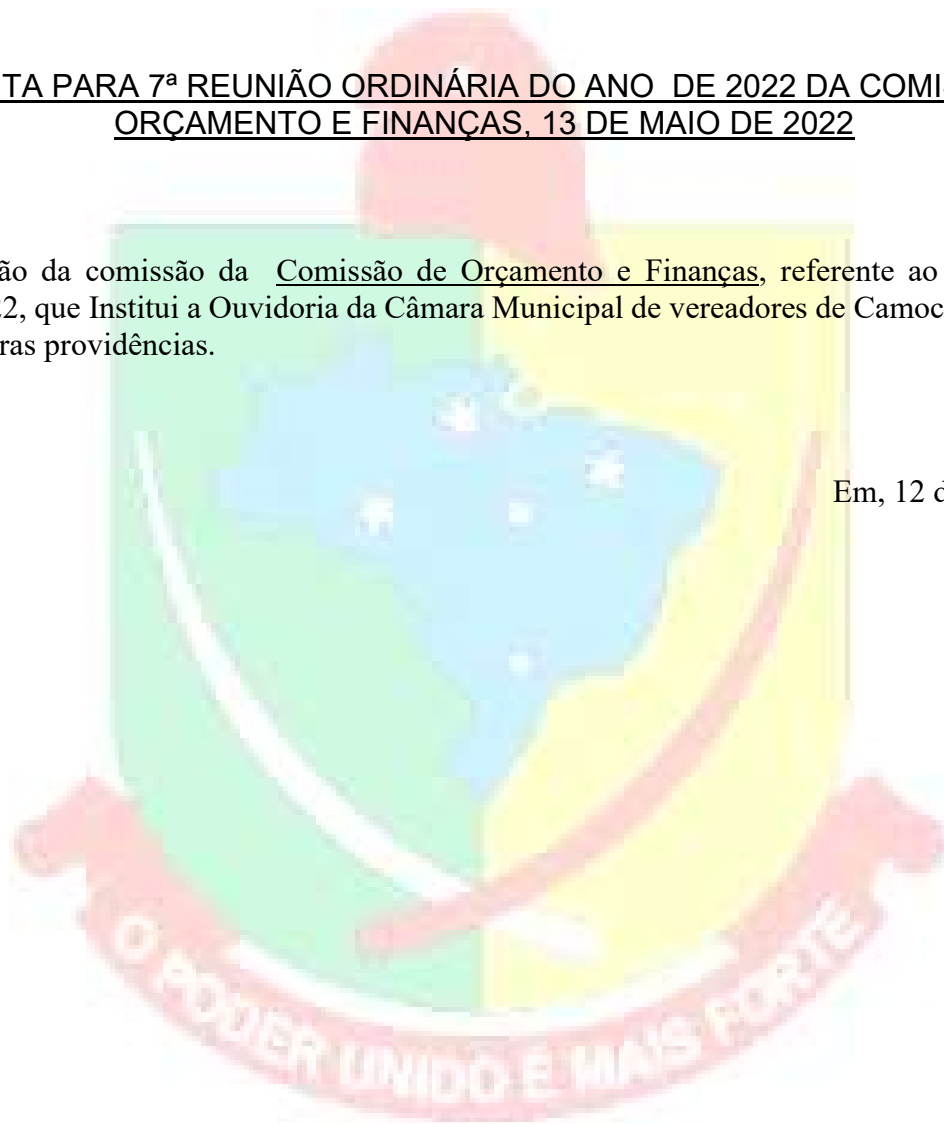 TA PARA 7ª REUNIÃO ORDINÁRIA DO ANO DE 2022 DA COMI
ORÇAMENTO E FINANÇAS, 13 DE MAIO DE 2022
ão da comissão da Comissão de Orçamento e Finanças, referente ao
22, que Institui a Ouvidoria da Câmara Municipal de vereadores de Camoc
ras providências.
Em, 12 d
O PODER UNIDO É MAIS FORTE